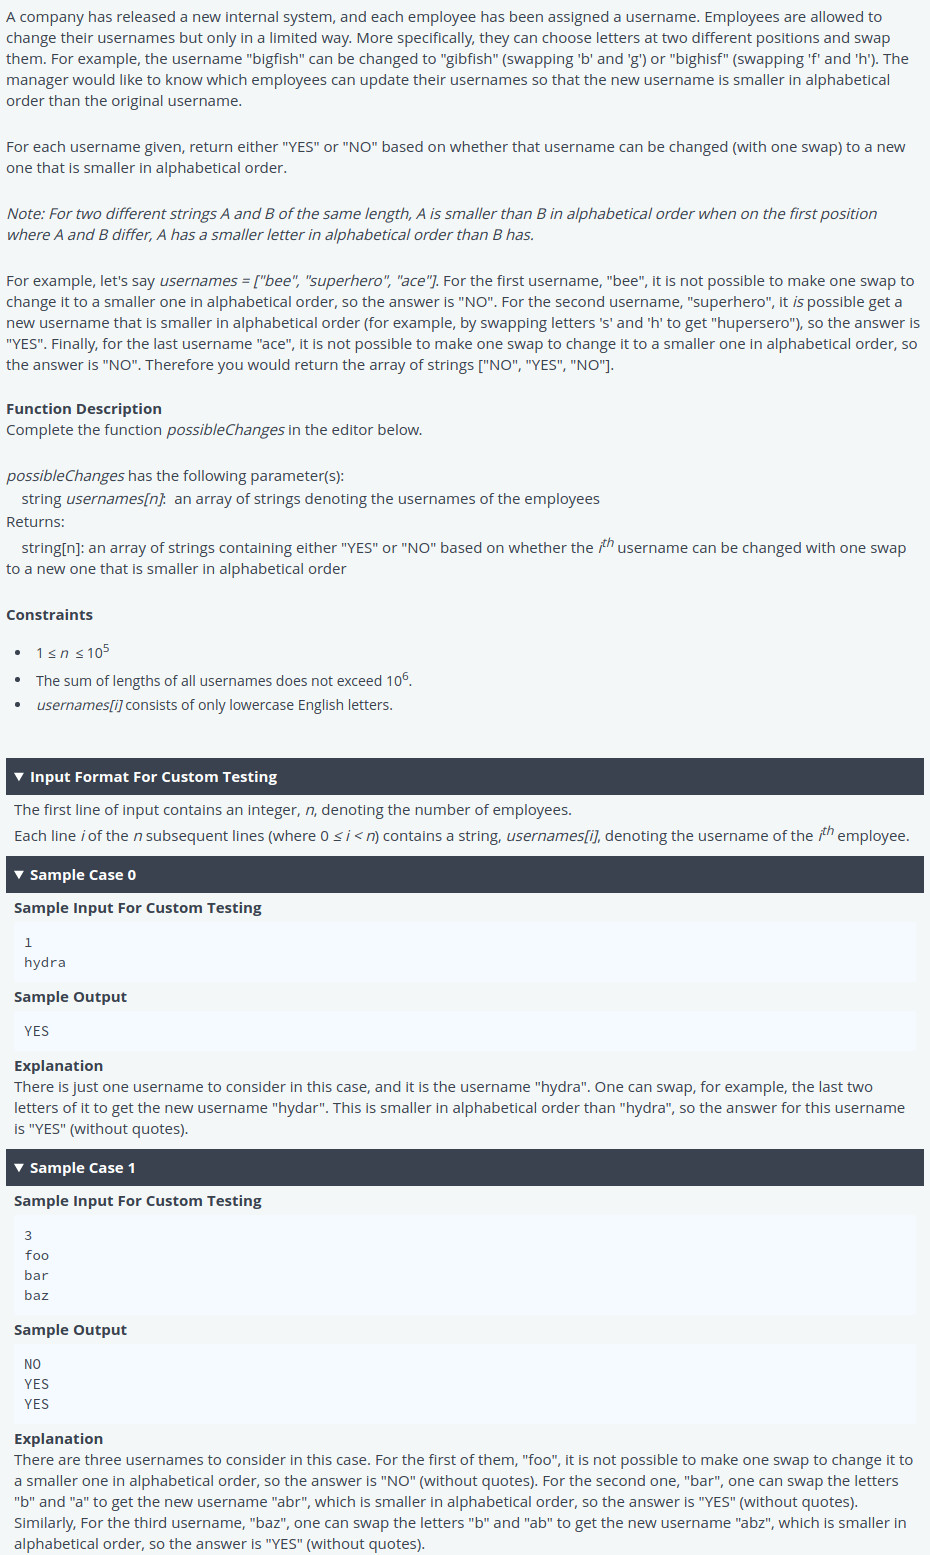 A company has released a new internal system, and each employee has been assigned a username. Employees are allowed to
change their usernames but only in a limited way. More specifically, they can choose letters at two different positions and swap
them. For example, the username "bigfish" can be changed to "gibfish" (swapping 'b' and 'g') or "bighisf" (swapping 'f' and 'h'). The
manager would like to know which employees can update their usernames so that the new username is smaller in alphabetical
order than the original username.
For each username given, return either "YES" or "NO" based on whether that username can be changed (with one swap) to a new
one that is smaller in alphabetical order.
Note: For two different strings A and B of the same length, A is smaller than B in alphabetical order when on the first position
where A and B differ, A has a smaller letter in alphabetical order than B has.
For example, let's say usernames = ["bee", "superhero", "ace"]. For the first username, "bee", it is not possible to make one swap to
change it to a smaller one in alphabetical order, so the answer is "NO". For the second username, "superhero", it is possible get a
new username that is smaller in alphabetical order (for example, by swapping letters 's' and 'h' to get "hupersero"), so the answer is
"YES". Finally, for the last username "ace", it is not possible to make one swap to change it to a smaller one in alphabetical order, so
the answer is "NO". Therefore you would return the array of strings ["NO", "YES", "NO"].
Function Description
Complete the function possibleChanges in the editor below.
possibleChanges has the following parameter(s):
string usernames[n]: an array of strings denoting the usernames of the employees
Returns:
string[n]: an array of strings containing either "YES" or "NO" based on whether the ith username can be changed with one swap
to a new one that is smaller in alphabetical order
Constraints
• 1 ≤ n ≤ 10^5
• The sum of lengths of all usernames does not exceed 10^6.
• usernames[i] consists of only lowercase English letters.
▼ Input Format For Custom Testing
The first line of input contains an integer, n, denoting the number of employees.
Each line i of the n subsequent lines (where 0 ≤ i < n) contains a string, usernames[i], denoting the username of the ith employee.
▼ Sample Case 0
Sample Input For Custom Testing
1
hydra
Sample Output
YES
Explanation
There is just one username to consider in this case, and it is the username "hydra". One can swap, for example, the last two
letters of it to get the new username "hydar". This is smaller in alphabetical order than "hydra", so the answer for this username
is "YES" (without quotes).
▼ Sample Case 1
Sample Input For Custom Testing
3
foo
bar
baz
Sample Output
NO
YES
YES
Explanation
There are three usernames to consider in this case. For the first of them, "foo", it is not possible to make one swap to change it to
a smaller one in alphabetical order, so the answer is "NO" (without quotes). For the second one, "bar", one can swap the letters
"b" and "a" to get the new username "abr", which is smaller in alphabetical order, so the answer is "YES" (without quotes).
Similarly, For the third username, "baz", one can swap the letters "b" and "ab" to get the new username "abz", which is smaller in
alphabetical order, so the answer is "YES" (without quotes).